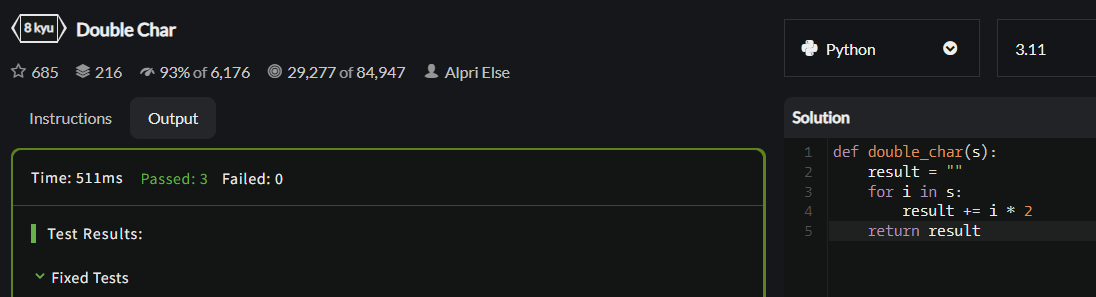 8 kyu Double Char
685 216 93% of 6,176 29,277 of 84,947 Alpri Else
Instructions Output
Time: 511ms Passed: 3 Failed: 0
Test Results:
Fixed Tests
Python 3.11
Solution
1 def double_char(s):
2     result = ""
3     for i in s:
4         result += i * 2
5     return result